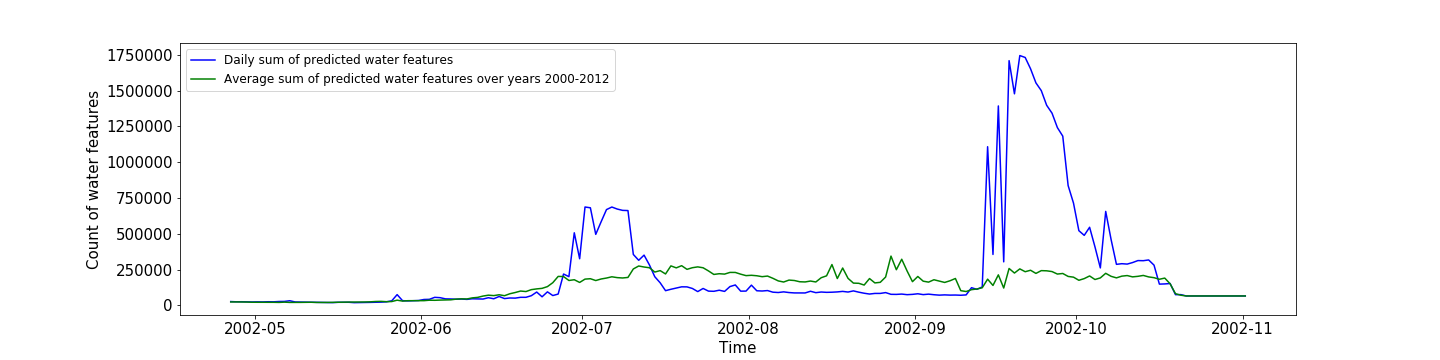 Daily sum of predicted water features
Average sum of predicted water features over years 2000-2012
1750000
1500000
1250000
1000000
750000
500000
250000
0
Count of water features
2002-05 2002-06 2002-07 2002-08 2002-09 2002-10 2002-11
Time